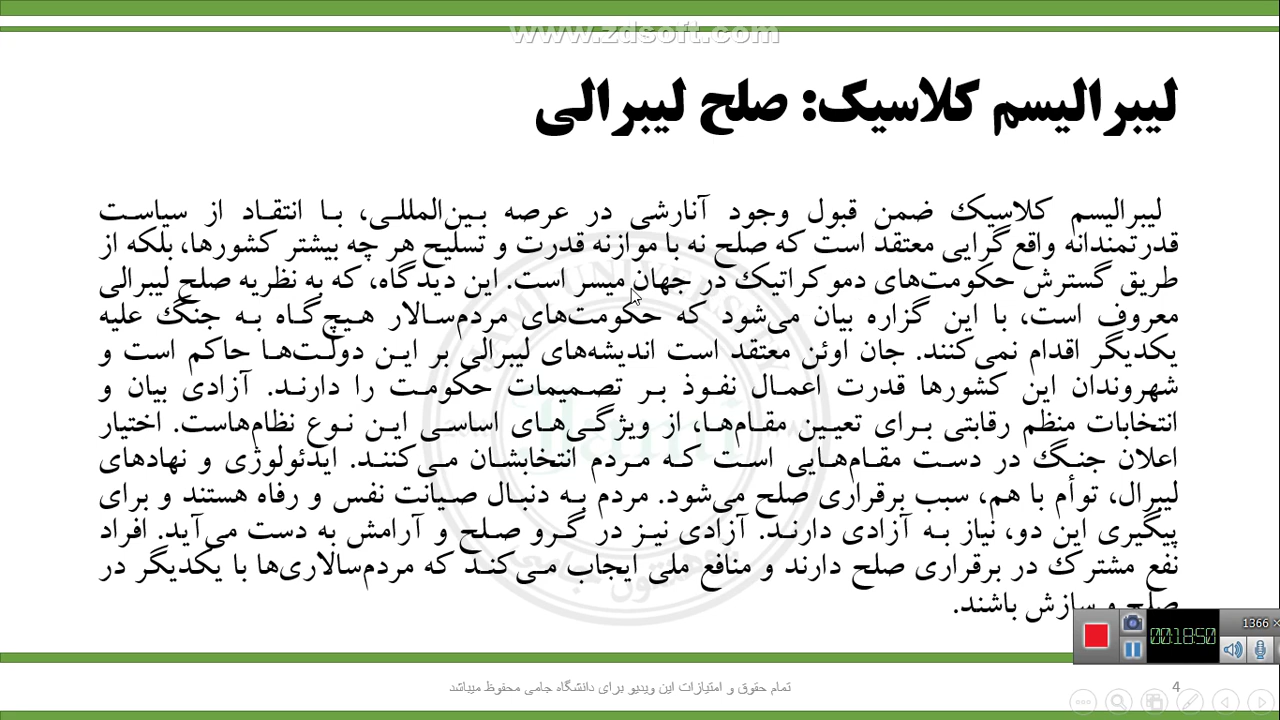 www.zdsoft.com
لیبرالیسم کلاسیک: صلح لیبرالی
لیبرالیسم کلاسیک ضمن قبول وجود آنارشی در عرصه بین‌المللی، با انتقاد از سیاست
قدرتمندانه واقع‌گرایی معتقد است که صلح نه با موازنه قدرت و تسلیح هر چه بیشتر کشورها، بلکه از
طریق گسترش حکومت‌های دموکراتیک در جهان میسر است. این دیدگاه، که به نظریه صلح لیبرالی
معروف است، با این گزاره بیان می‌شود که حکومت‌های مردم‌سالار هیچ‌گاه به جنگ علیه
یکدیگر اقدام نمی‌کنند. جان اوئن معتقد است اندیشه‌های لیبرالی بر این دولت‌ها حاکم است و
شهروندان این کشورها قدرت اعمال نفوذ بر تصمیمات حکومت را دارند. آزادی بیان و
انتخابات منظم رقابتی برای تعیین مقام‌ها، از ویژگی‌های اساسی این نوع نظام‌هاست. اختیار
اعلان جنگ در دست مقام‌هایی است که مردم انتخابشان می‌کنند. ایدئولوژی و نهادهای
لیبرال، توأم با هم، سبب برقراری صلح می‌شود. مردم به دنبال صیانت نفس و رفاه هستند و برای
پیگیری این دو، نیاز به آزادی دارند. آزادی نیز در گرو صلح و آرامش به دست می‌آید. افراد
نفع مشترک در برقراری صلح دارند و منافع ملی ایجاب می‌کند که مردم‌سالاری‌ها با یکدیگر در
صلح و سازش باشند.
1366 ×
00:18:50
تمام حقوق و امتیازات این ویدیو برای دانشگاه جامی محفوظ میباشد
4